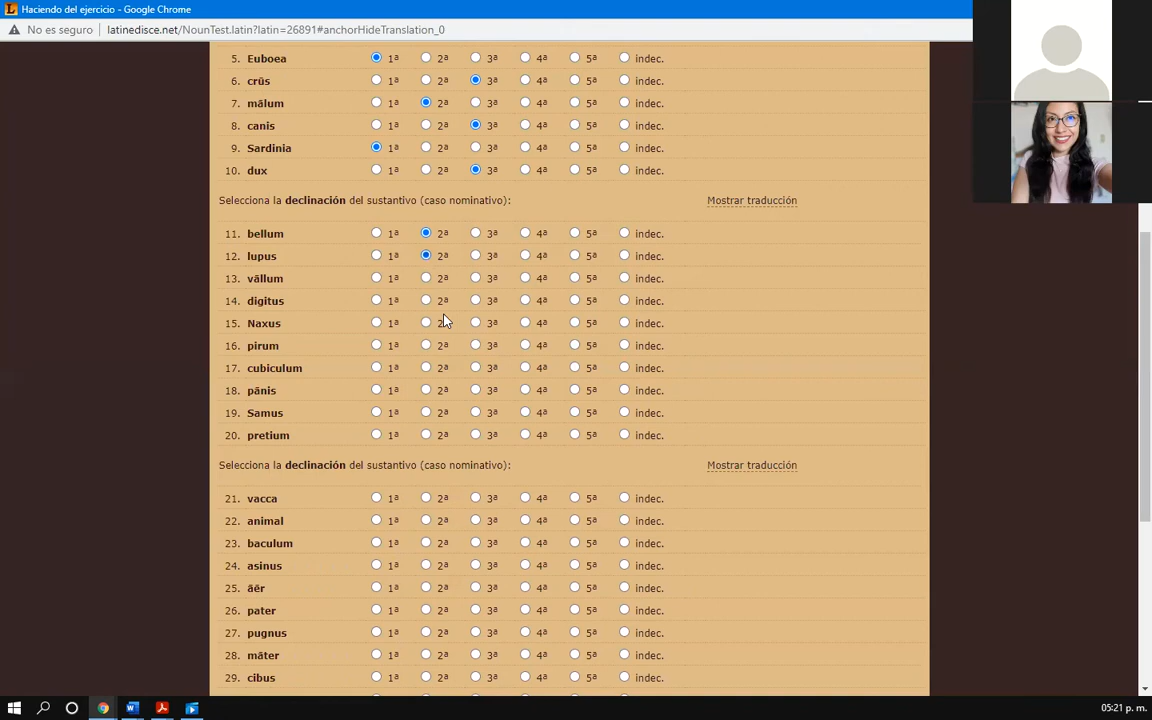 Haciendo del ejercicio - Google Chrome
No es seguro latinedisce.net/NounTest.latin?latin=26891#anchorHideTranslation_0
5. Euboea 1ª 2ª 3ª 4ª 5ª indec.
6. crūs 1ª 2ª 3ª 4ª 5ª indec.
7. mālum 1ª 2ª 3ª 4ª 5ª indec.
8. canis 1ª 2ª 3ª 4ª 5ª indec.
9. Sardinia 1ª 2ª 3ª 4ª 5ª indec.
10. dux 1ª 2ª 3ª 4ª 5ª indec.
Selecciona la declinación del sustantivo (caso nominativo): Mostrar traducción
11. bellum 1ª 2ª 3ª 4ª 5ª indec.
12. lupus 1ª 2ª 3ª 4ª 5ª indec.
13. vāllum 1ª 2ª 3ª 4ª 5ª indec.
14. digitus 1ª 2ª 3ª 4ª 5ª indec.
15. Naxus 1ª 2ª 3ª 4ª 5ª indec.
16. pirum 1ª 2ª 3ª 4ª 5ª indec.
17. cubiculum 1ª 2ª 3ª 4ª 5ª indec.
18. pānis 1ª 2ª 3ª 4ª 5ª indec.
19. Samus 1ª 2ª 3ª 4ª 5ª indec.
20. pretium 1ª 2ª 3ª 4ª 5ª indec.
Selecciona la declinación del sustantivo (caso nominativo): Mostrar traducción
21. vacca 1ª 2ª 3ª 4ª 5ª indec.
22. animal 1ª 2ª 3ª 4ª 5ª indec.
23. baculum 1ª 2ª 3ª 4ª 5ª indec.
24. asinus 1ª 2ª 3ª 4ª 5ª indec.
25. āēr 1ª 2ª 3ª 4ª 5ª indec.
26. pater 1ª 2ª 3ª 4ª 5ª indec.
27. pugnus 1ª 2ª 3ª 4ª 5ª indec.
28. māter 1ª 2ª 3ª 4ª 5ª indec.
29. cibus 1ª 2ª 3ª 4ª 5ª indec.
05:21 p. m.